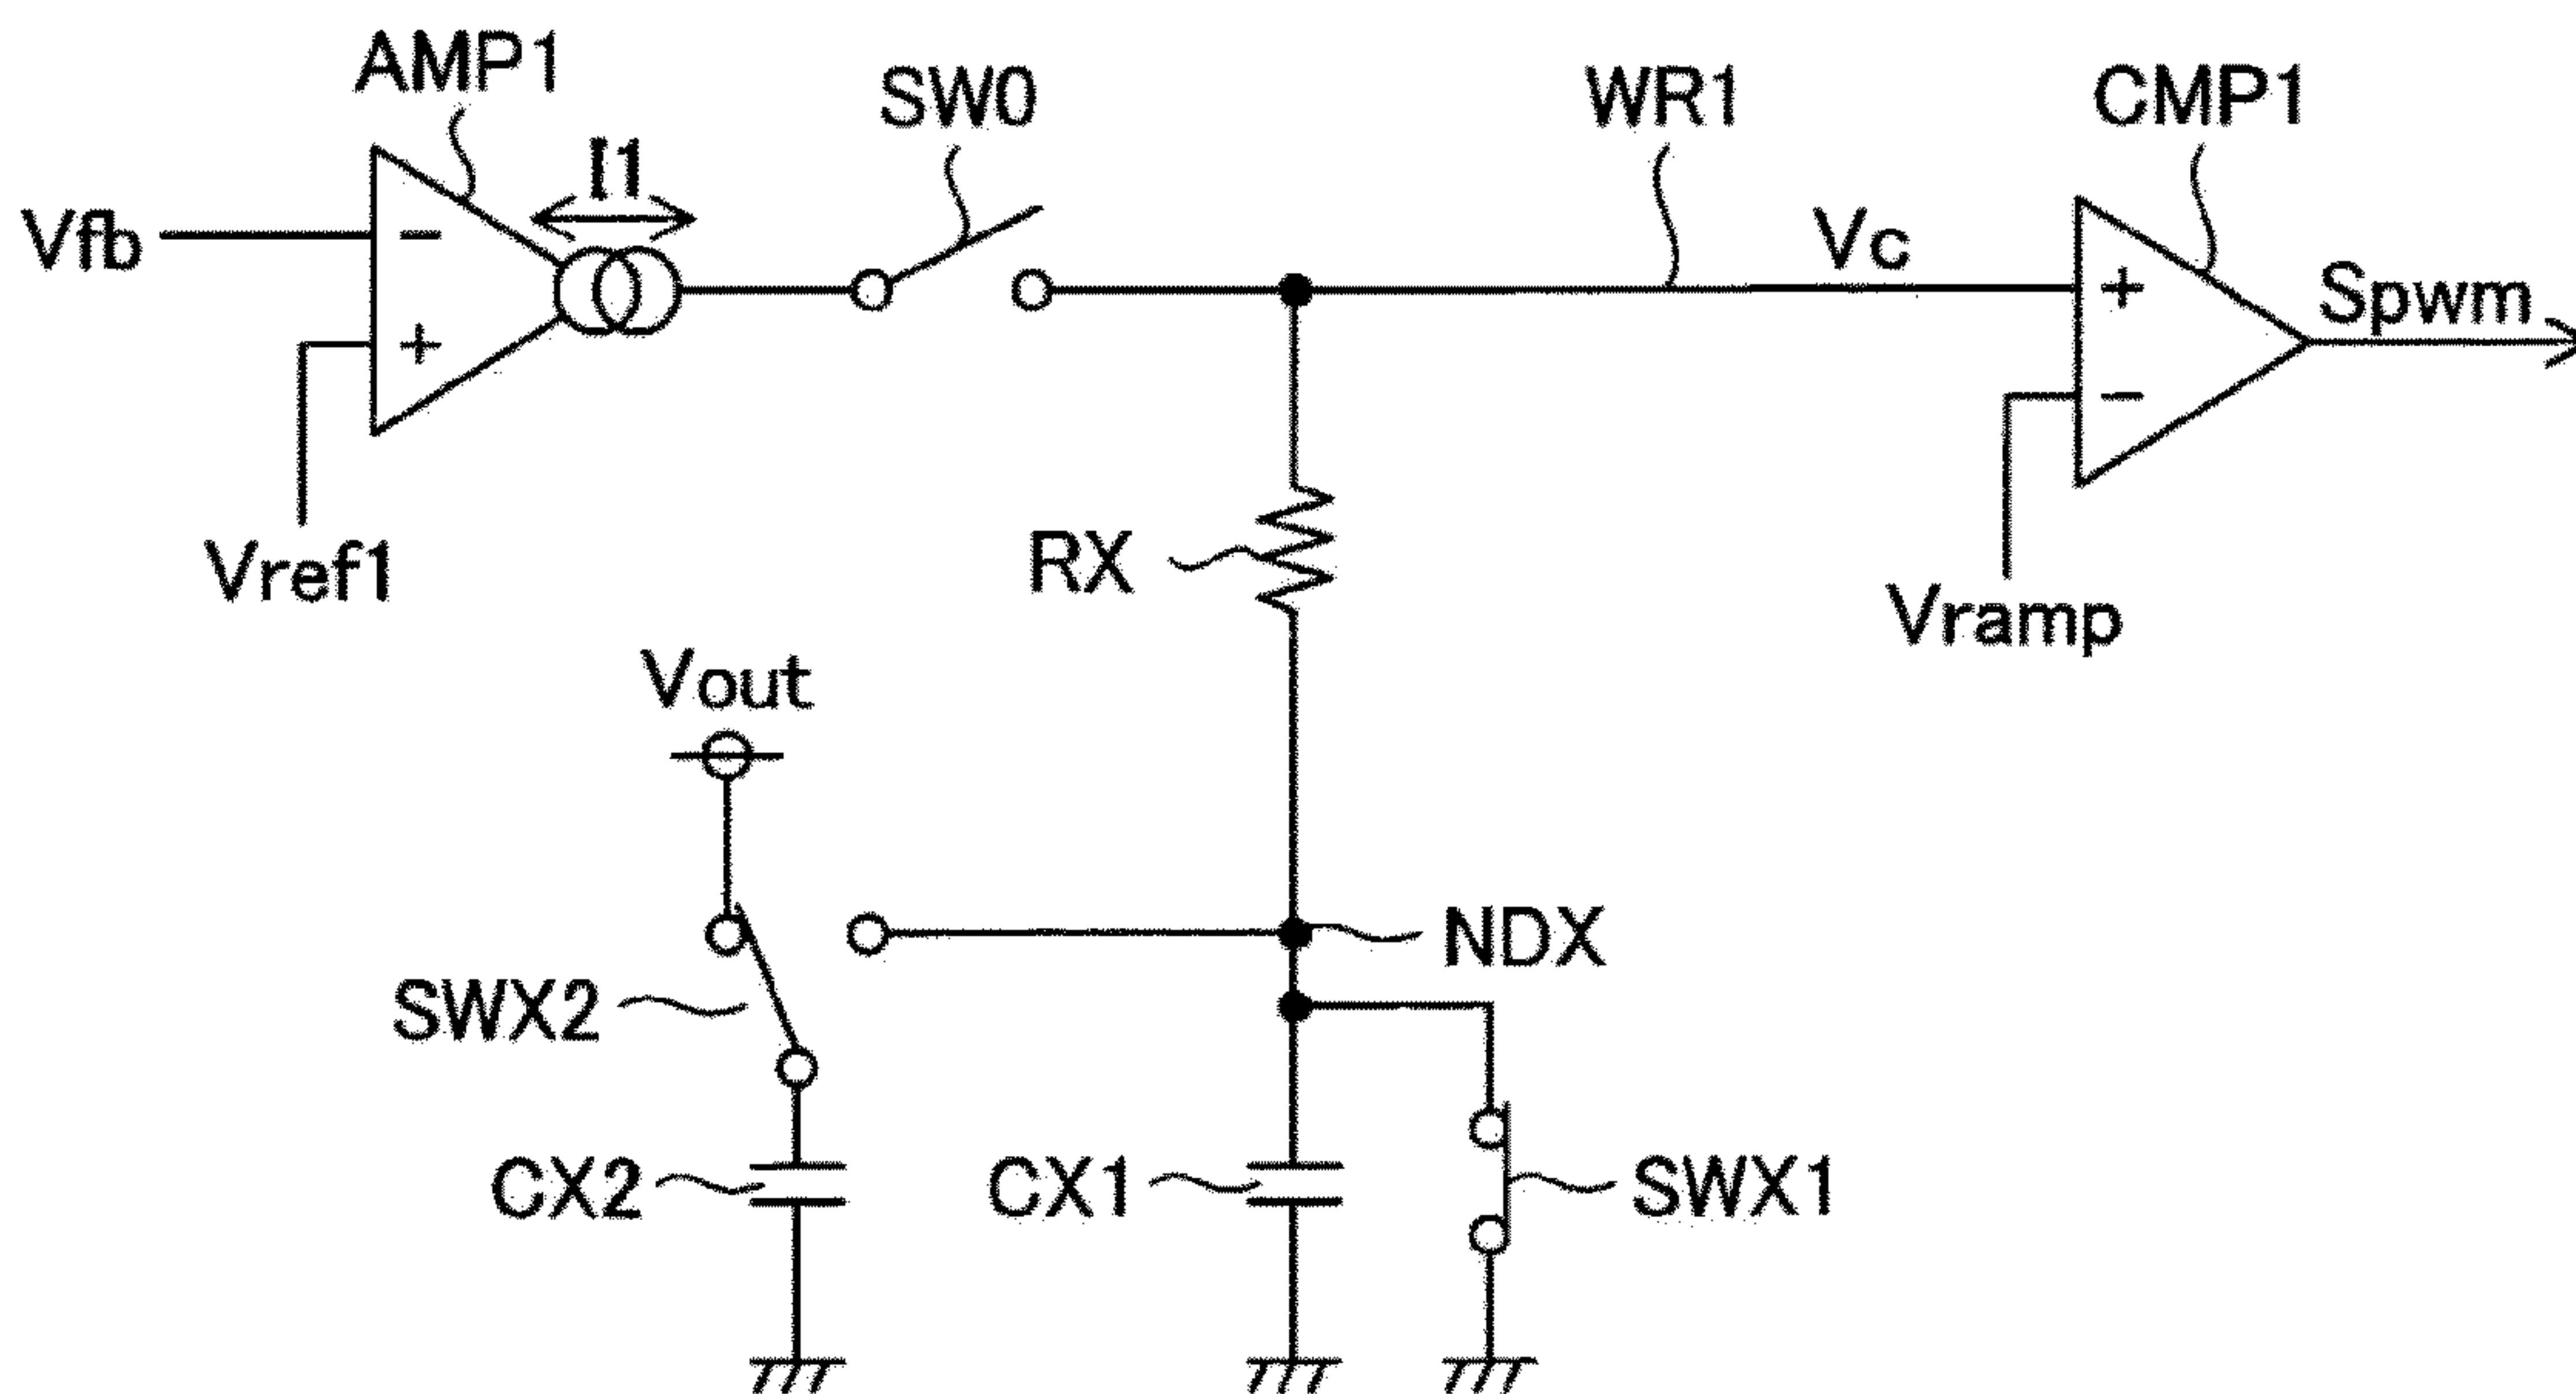 AMP1
SW0
WR1
CMP1
I1
Vfb
−
+
Vref1
Vc
+
−
Spwm
Vramp
RX
Vout
NDX
SWX2
CX2
CX1
SWX1